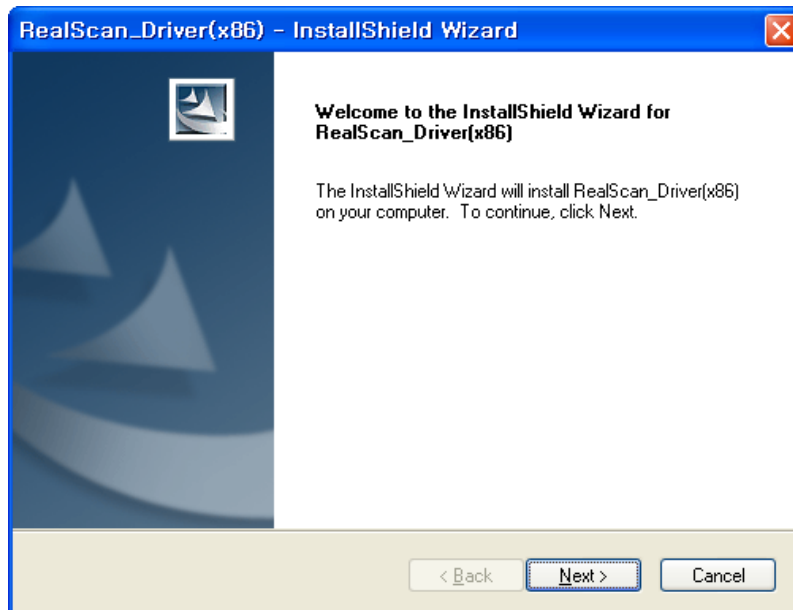 RealScan_Driver(x86) - InstallShield Wizard
Welcome to the InstallShield Wizard for
RealScan_Driver(x86)
The InstallShield Wizard will install RealScan_Driver(x86)
on your computer. To continue, click Next.
< Back
Next >
Cancel